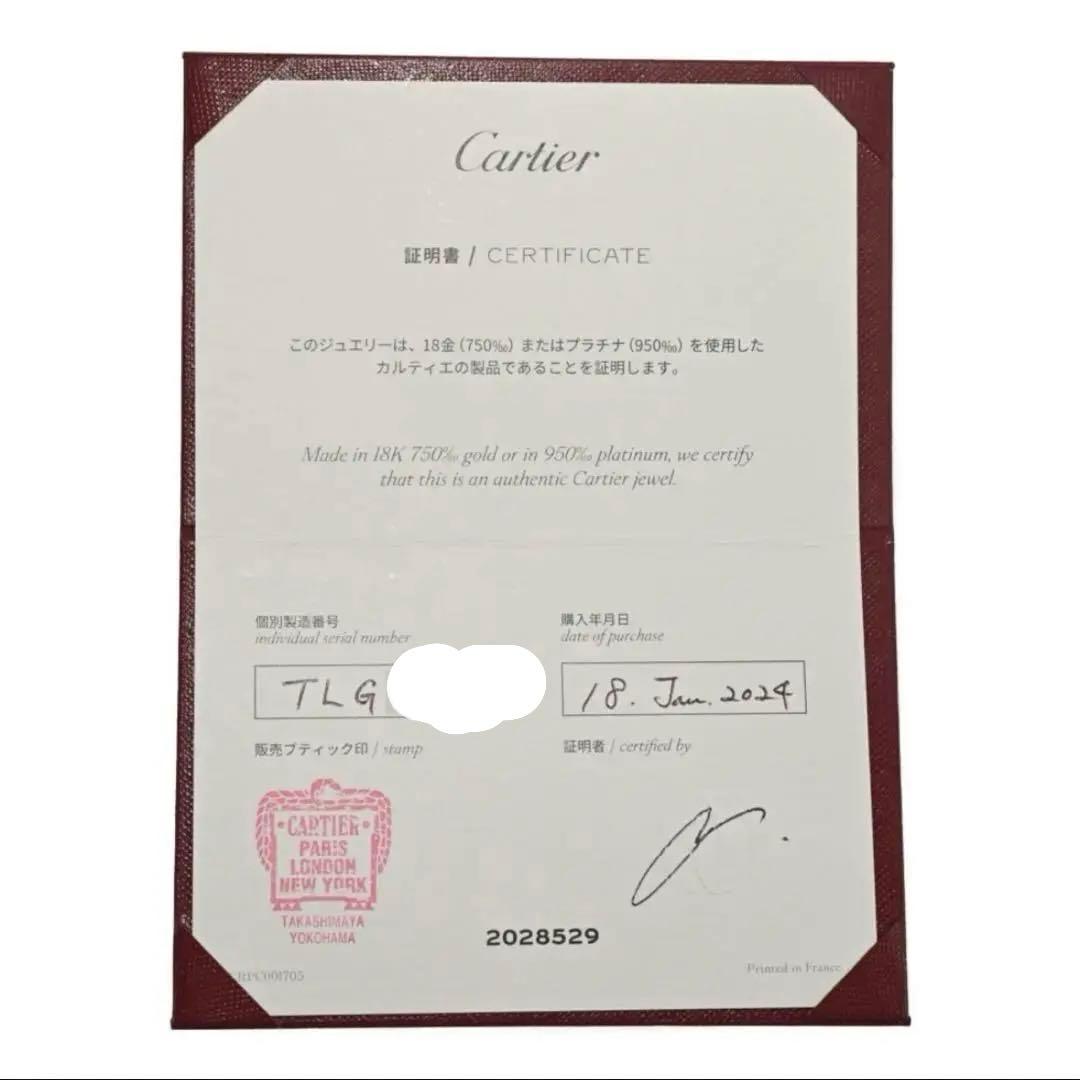 Cartier
証明書 / CERTIFICATE
このジュエリーは、18金(750‰)またはプラチナ(950‰)を使用した
カルティエの製品であることを証明します。
Made in 18K 750‰ gold or in 950‰ platinum, we certify
that this is an authentic Cartier jewel.
個別製造番号
individual serial number
TLG
購入年月日
date of purchase
18. Jan. 2024
販売ブティック印 / stamp
証明者 / certified by
CARTIER
PARIS
LONDON
NEW YORK
TAKASHIMAYA
YOKOHAMA
2028529
RPC001705
Printed in France